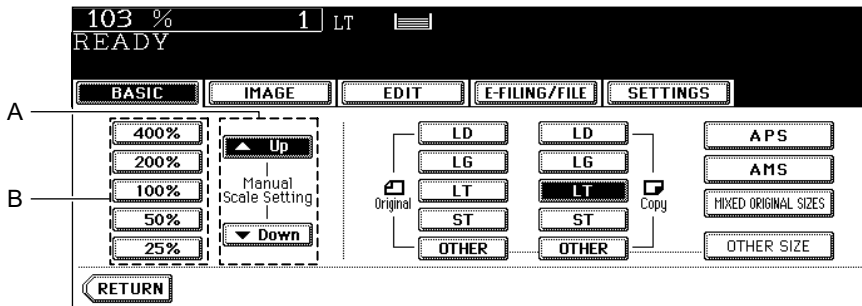 103 % 1 LT
READY
BASIC IMAGE EDIT E-FILING/FILE SETTINGS
A
B
400%
200%
100%
50%
25%
Up
Manual
Scale Setting
Down
Original
LD
LG
LT
ST
OTHER
LD
LG
LT
ST
OTHER
Copy
APS
AMS
MIXED ORIGINAL SIZES
OTHER SIZE
RETURN